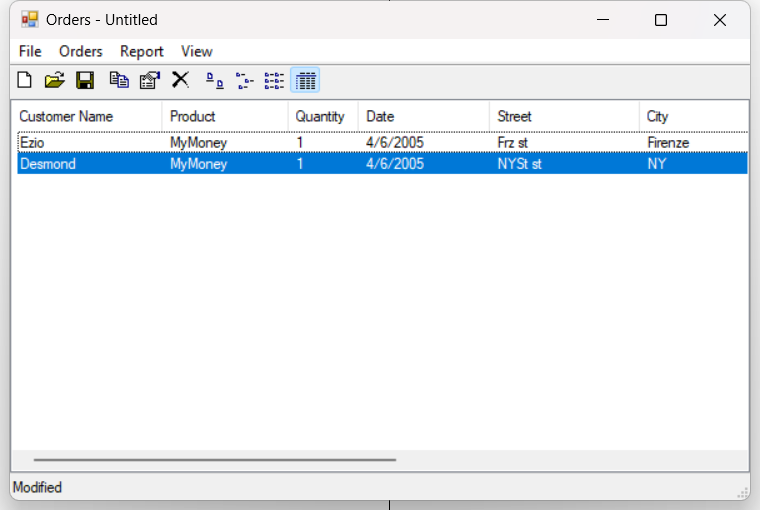 Orders - Untitled
File Orders Report View
Customer Name Product Quantity Date Street City
Ezio MyMoney 1 4/6/2005 Frz st Firenze
Desmond MyMoney 1 4/6/2005 NYSt st NY
Modified